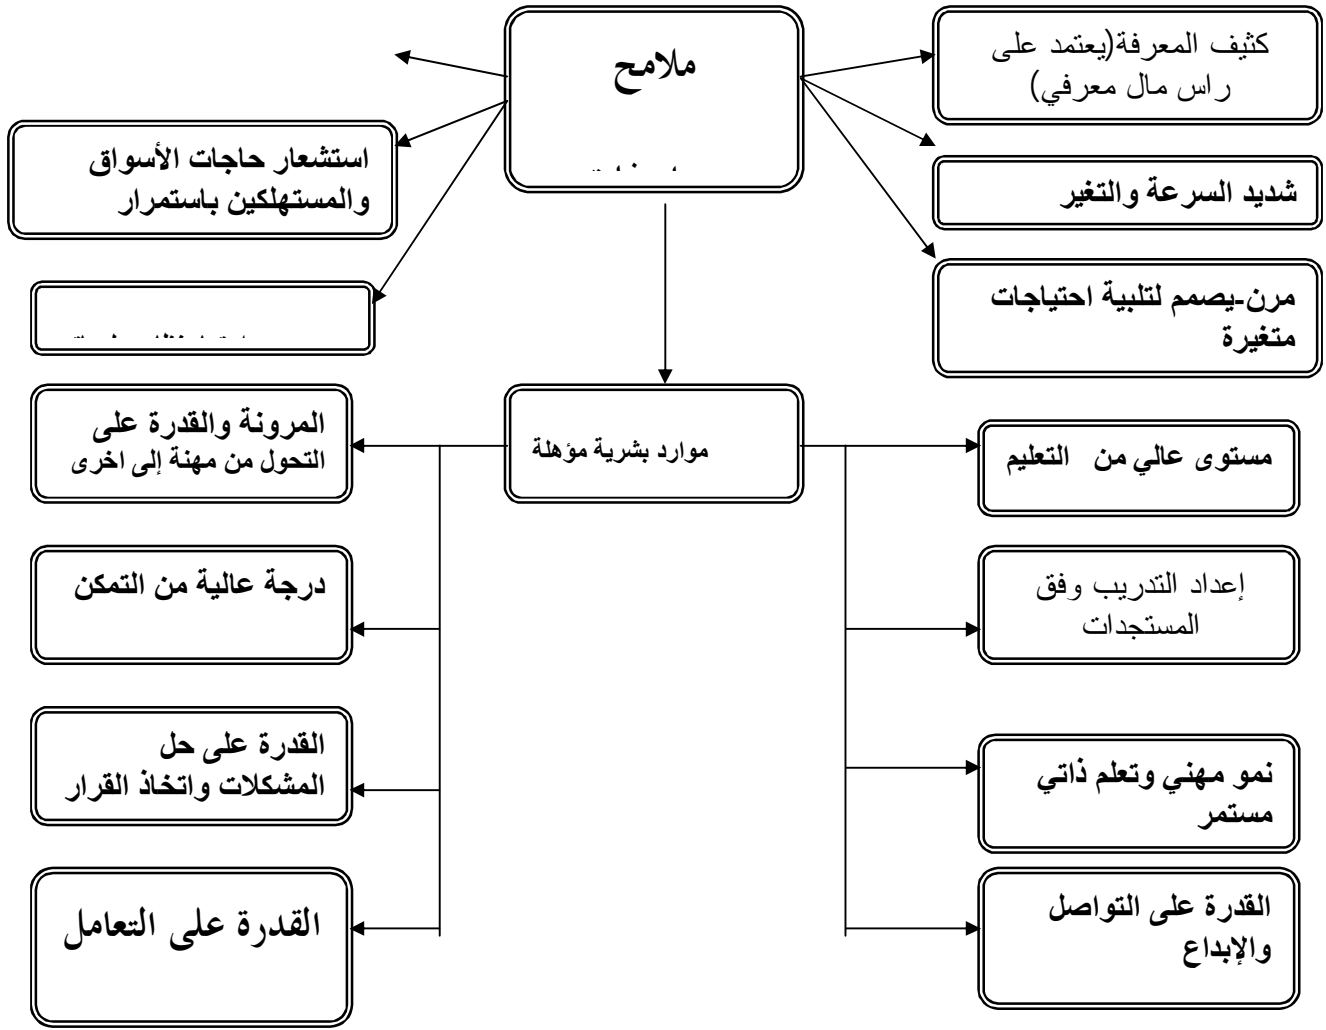 ملامح
كثيف المعرفة(يعتمد على
راس مال معرفي)
شديد السرعة والتغير
مرن-يصمم لتلبية احتياجات
متغيرة
استشعار حاجات الأسواق
والمستهلكين باستمرار
موارد بشرية مؤهلة
مستوى عالي من التعليم
إعداد التدريب وفق
المستجدات
نمو مهني وتعلم ذاتي
مستمر
القدرة على التواصل
والإبداع
المرونة والقدرة على
التحول من مهنة إلى اخرى
درجة عالية من التمكن
القدرة على حل
المشكلات واتخاذ القرار
القدرة على التعامل